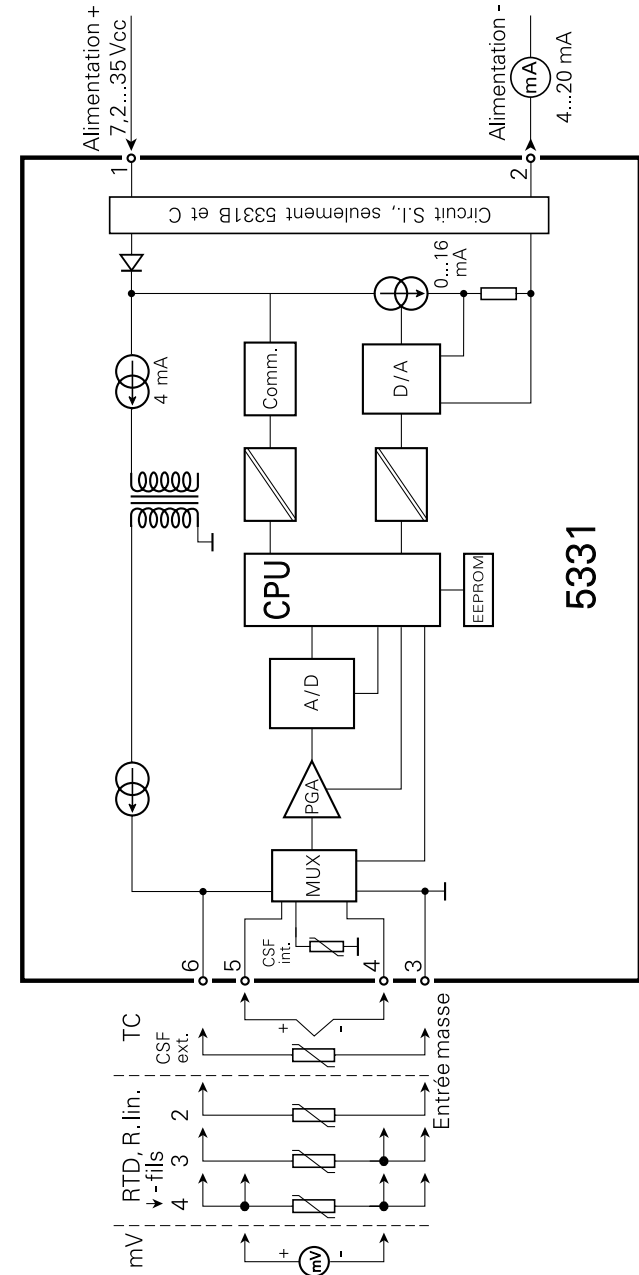 Alimentation +
7,2...35 Vcc
1
Alimentation -
mA
4...20 mA
2
Circuit S.I., seulement 5331B et C
4 mA
0...16
mA
Comm.
D/A
CPU
EEPROM
A/D
PGA
MUX
CSF
int.
5331
6
5
4
3
TC
CSF
ext.
+
-
Entrée masse
RTD, R. lin.
- fils
2
3
4
mV
+
mV
-